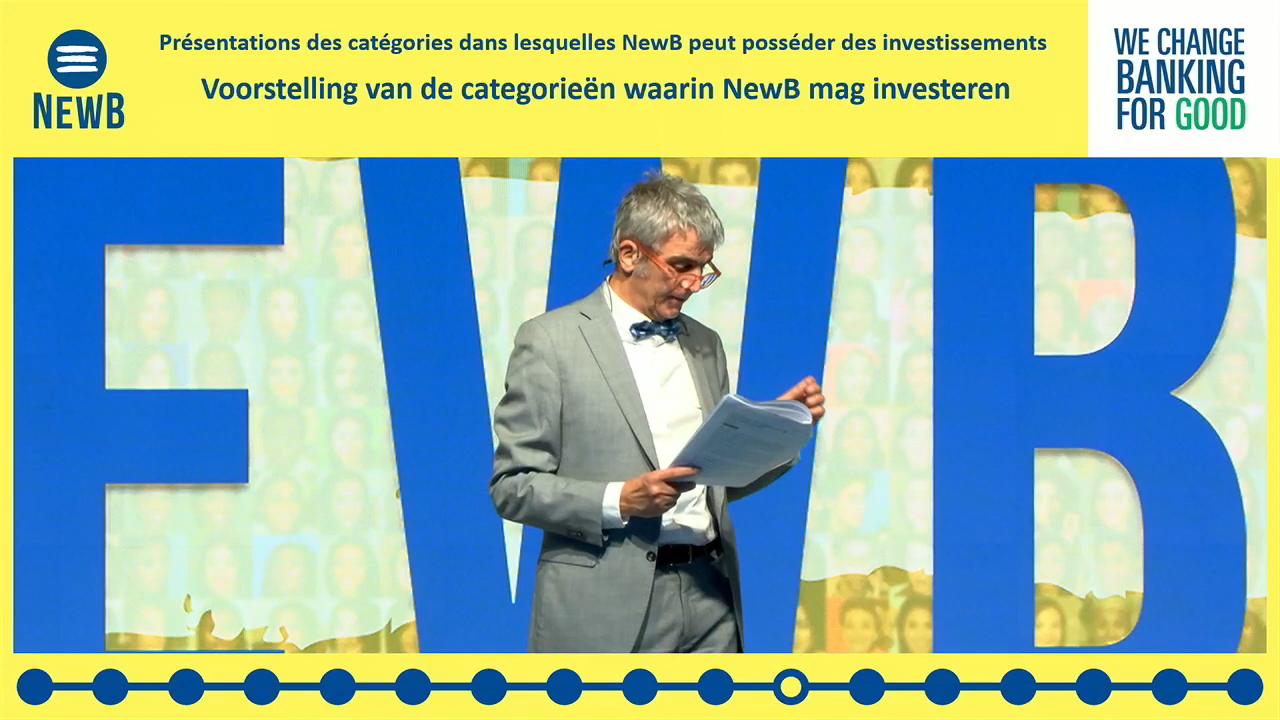 Présentations des catégories dans lesquelles NewB peut posséder des investissements
Voorstelling van de categorieën waarin NewB mag investeren
NEWB
WE CHANGE
BANKING
FOR GOOD
EWB